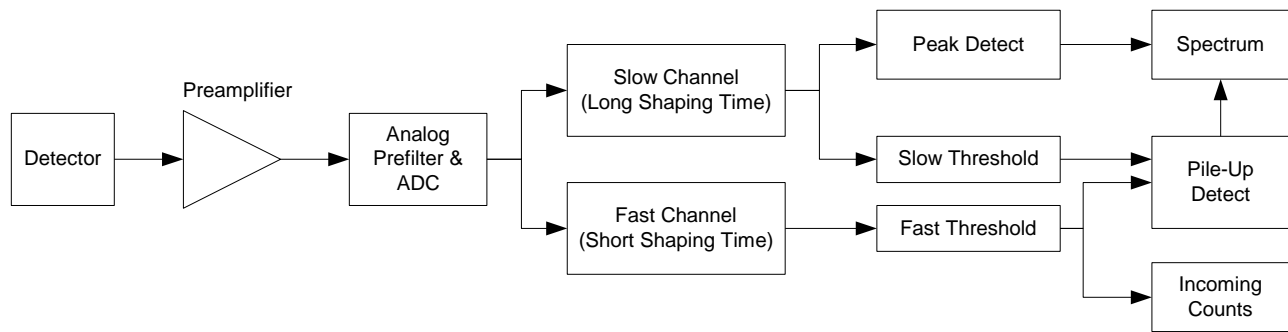 Detector
Preamplifier
Analog
Prefilter &
ADC
Slow Channel
(Long Shaping Time)
Fast Channel
(Short Shaping Time)
Peak Detect
Slow Threshold
Fast Threshold
Spectrum
Pile-Up
Detect
Incoming
Counts